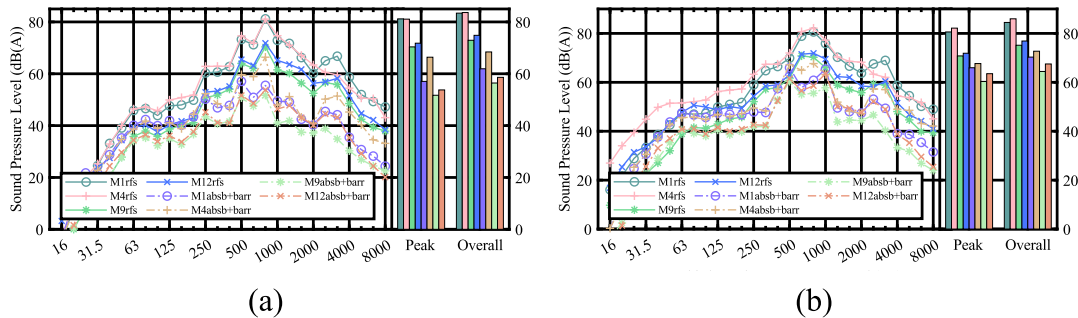 Sound Pressure Level (dB(A))
80
60
40
20
0
M1rfs
M4rfs
M9rfs
M12rfs
M1absb+barr
M4absb+barr
M9absb+barr
M12absb+barr
16 31.5 63 125 250 500 1000 2000 4000 8000
Peak Overall
80
60
40
20
0
(a)
Sound Pressure Level (dB(A))
80
60
40
20
0
M1rfs
M4rfs
M9rfs
M12rfs
M1absb+barr
M4absb+barr
M9absb+barr
M12absb+barr
16 31.5 63 125 250 500 1000 2000 4000 8000
Peak Overall
80
60
40
20
0
(b)